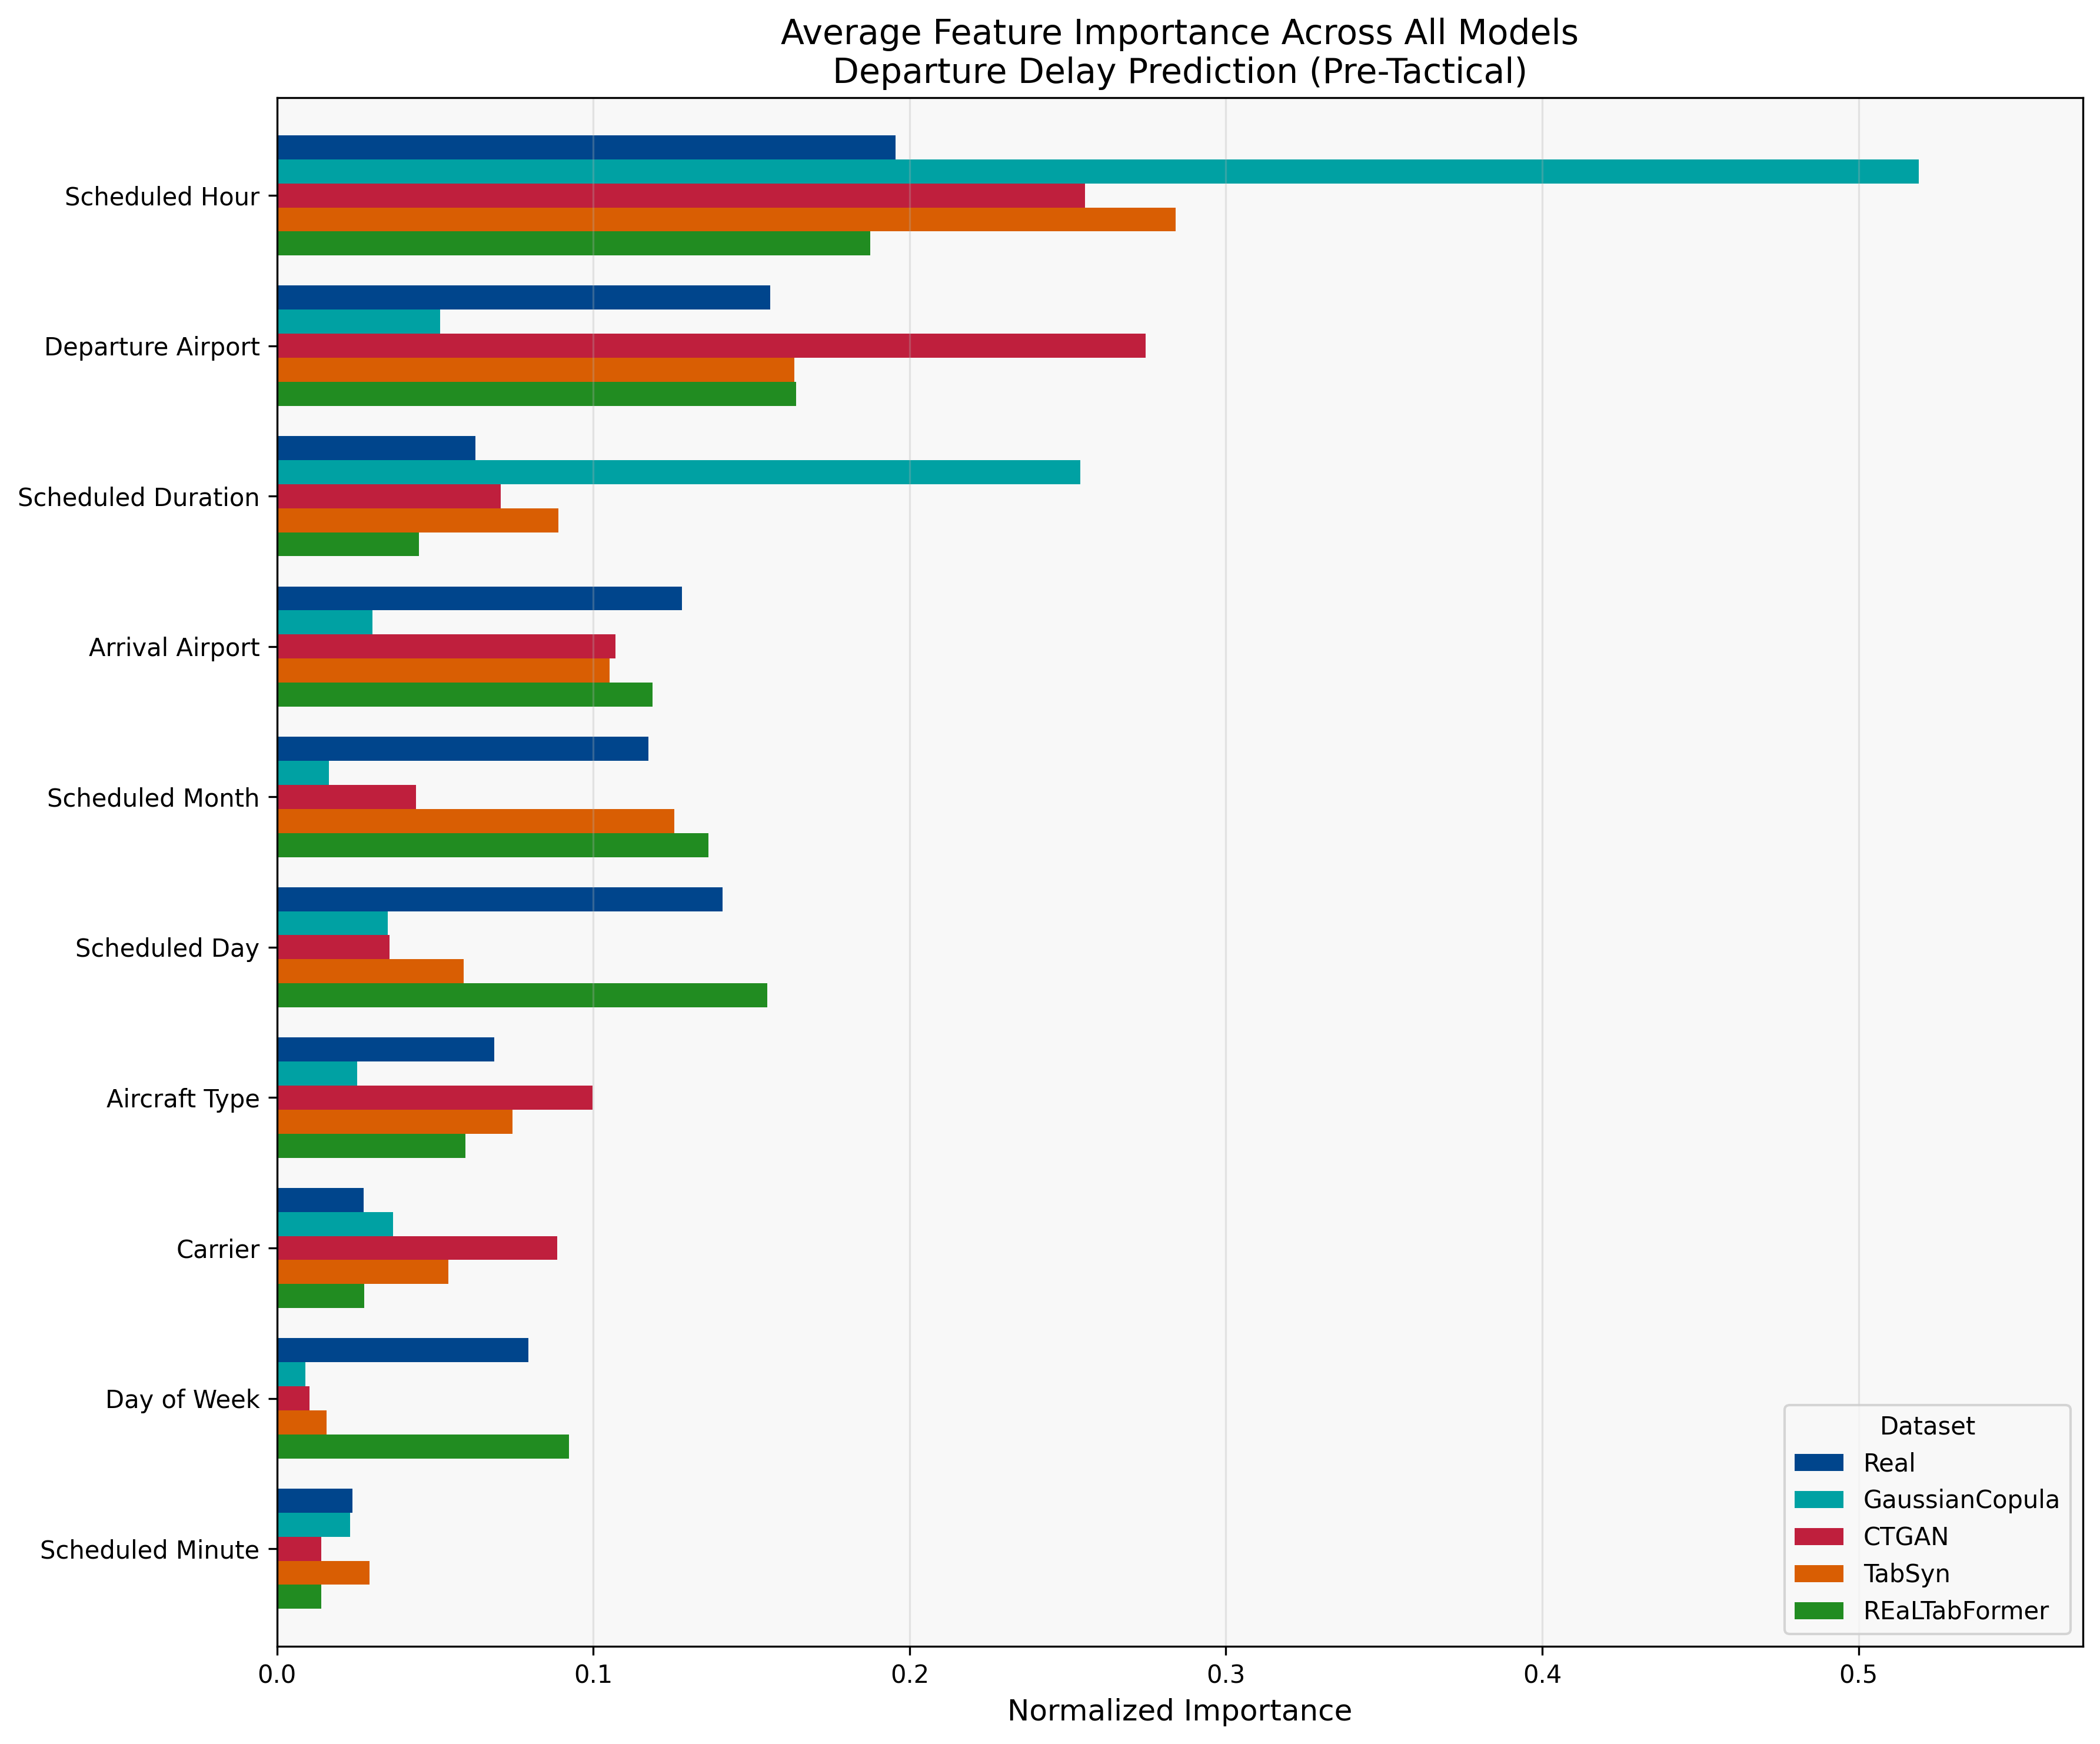 Average Feature Importance Across All Models
Departure Delay Prediction (Pre-Tactical)
Scheduled Hour
Departure Airport
Scheduled Duration
Arrival Airport
Scheduled Month
Scheduled Day
Aircraft Type
Carrier
Day of Week
Scheduled Minute
Dataset
Real
GaussianCopula
CTGAN
TabSyn
REaLTabFormer
0.0 0.1 0.2 0.3 0.4 0.5
Normalized Importance